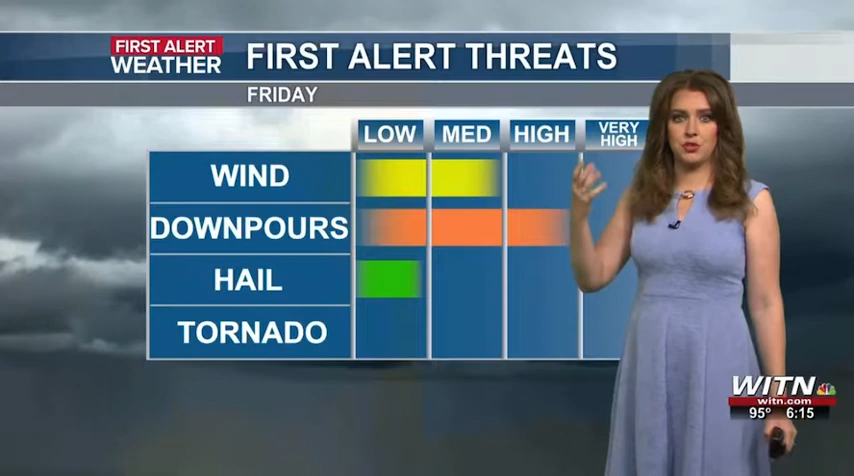 FIRST ALERT
WEATHER
FIRST ALERT THREATS
FRIDAY
LOW
MED
HIGH
VERY
HIGH
WIND
DOWNPOURS
HAIL
TORNADO
WITN
witn.com
95° 6:15